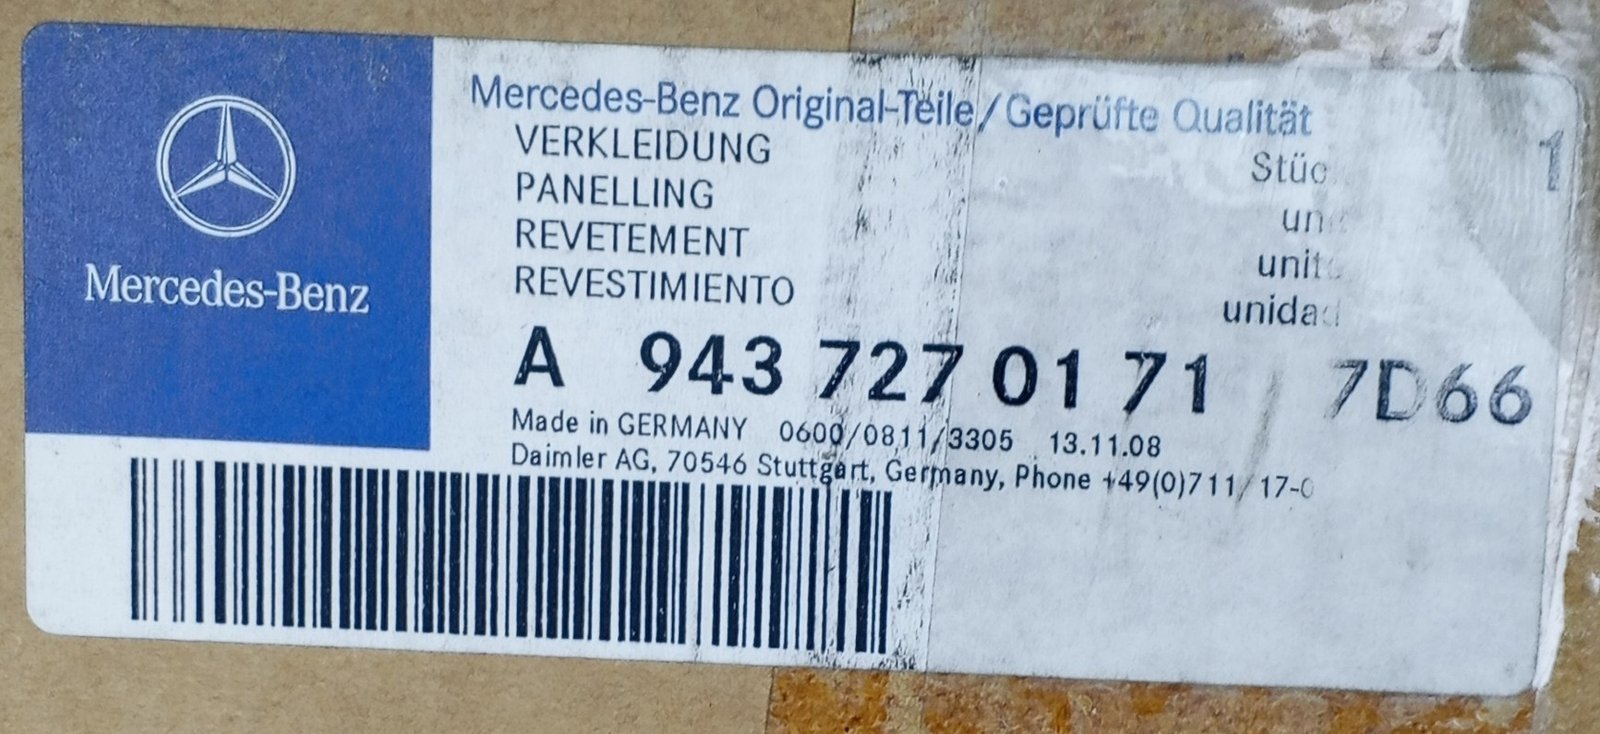 Mercedes-Benz
Mercedes-Benz Original-Teile/Geprüfte Qualität
VERKLEIDUNG
PANELLING
REVETEMENT
REVESTIMIENTO
1
A 943 727 01 71 / 7D66
Made in GERMANY 0600/0811/3305 13.11.08
Daimler AG, 70546 Stuttgart, Germany, Phone +49(0)711/17-0